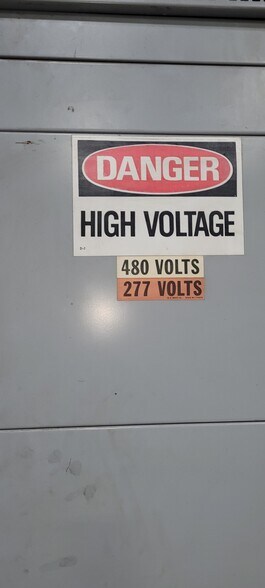 DANGER
HIGH VOLTAGE
480 VOLTS
277 VOLTS